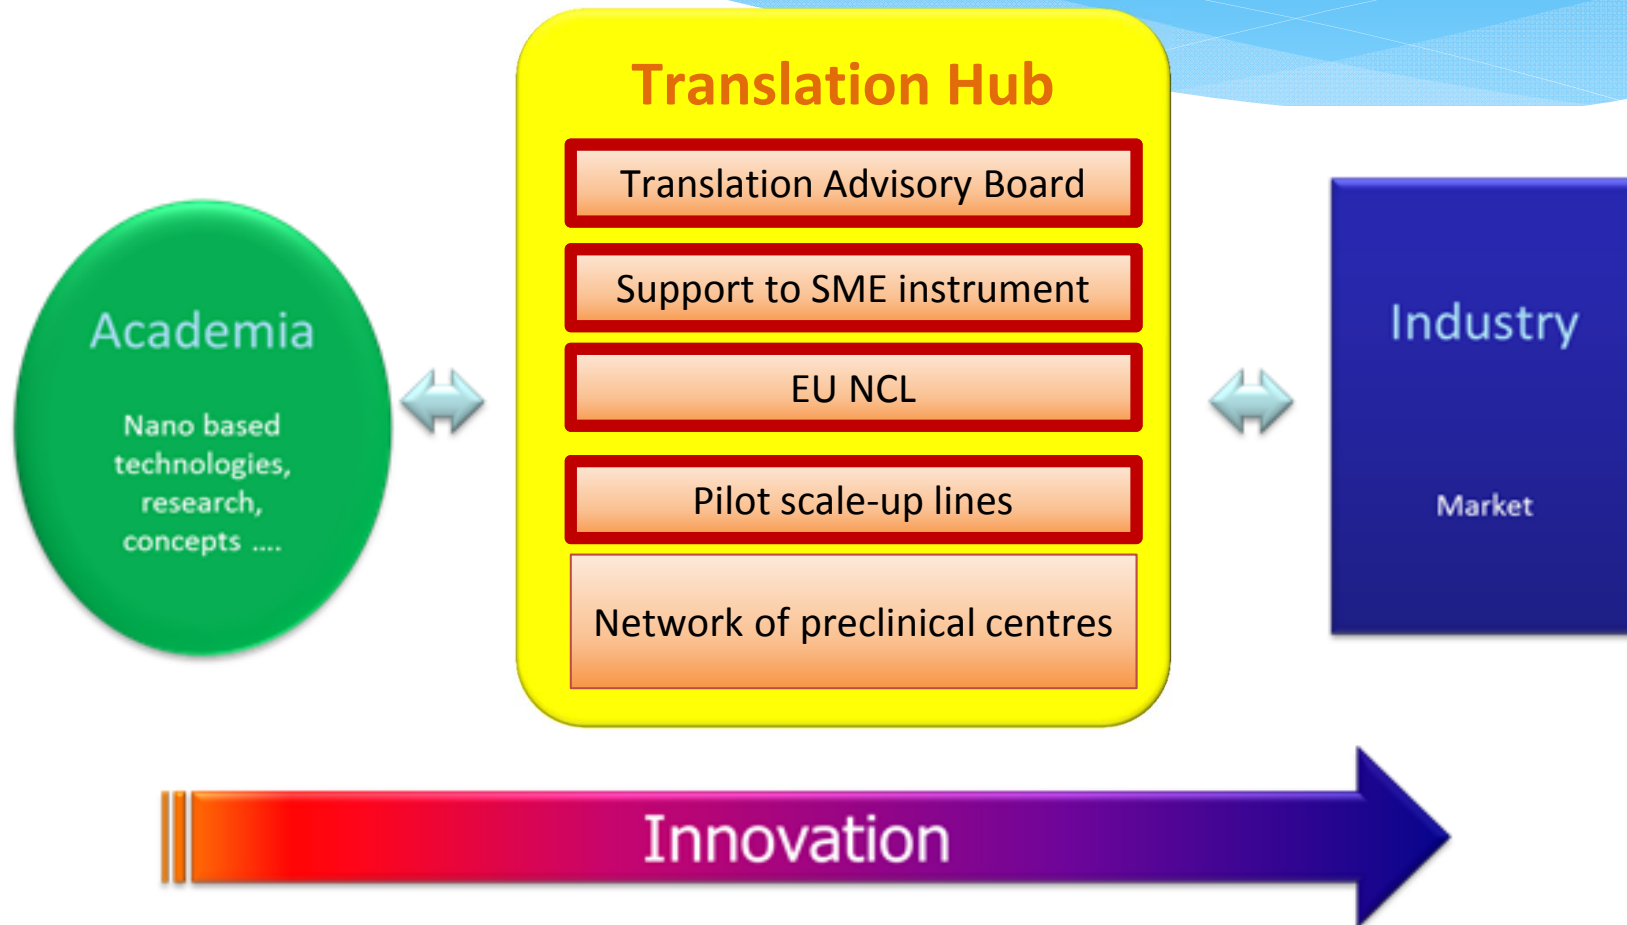 Translation Hub
Translation Advisory Board
Support to SME instrument
EU NCL
Pilot scale-up lines
Network of preclinical centres
Academia
Nano based
technologies,
research,
concepts ....
Industry
Market
Innovation